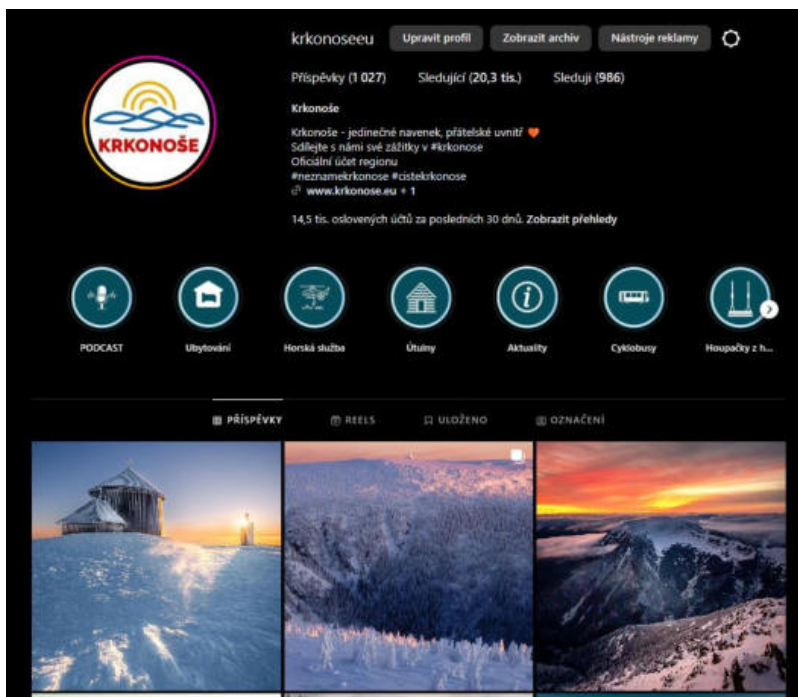 krkonoseeu Upravit profil Zobrazit archiv Nástroje reklamy
Příspěvky (1 027) Sledující (20,3 tis.) Sleduji (986)
Krkonoše
Krkonoše - jedinečné navenek, přátelské uvnitř
Sdílejte s námi své zážitky v #krkonose
Oficiální účet regionu
#neznamekrkonose #cistekrkonose
www.krkonose.eu + 1
14,5 tis. oslovených účtů za posledních 30 dnů. Zobrazit přehledy
KRKONOŠE
PODCAST Ubytování Horská služba Útulny Aktuality Cyklobusy Houpačky z h...
PŘÍSPĚVKY REELS ULOŽENO OZNAČENÍ